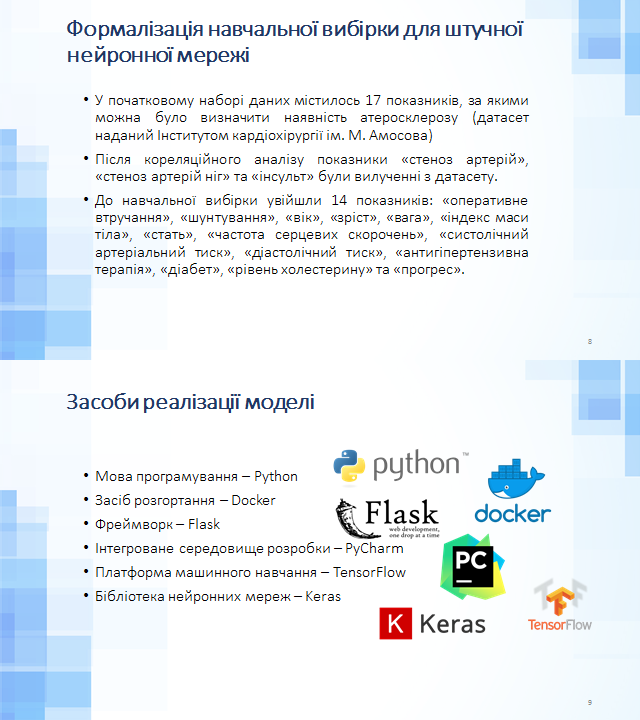 Формалізація навчальної вибірки для штучної
нейронної мережі
• У початковому наборі даних містилось 17 показників, за якими
можна було визначити наявність атеросклерозу (датасет
наданий Інститутом кардіохірургії ім. М. Амосова)
• Після кореляційного аналізу показники «стеноз артерій»,
«стеноз артерій ніг» та «інсульт» були вилученні з датасету.
• До навчальної вибірки увійшли 14 показників: «оперативне
втручання», «шунтування», «вік», «зріст», «вага», «індекс маси
тіла», «стать», «частота серцевих скорочень», «систолічний
артеріальний тиск», «діастолічний тиск», «антигіпертензивна
терапія», «діабет», «рівень холестерину» та «прогрес».
8
Засоби реалізації моделі
• Мова програмування – Python
• Засіб розгортання – Docker
• Фреймворк – Flask
• Інтегроване середовище розробки – PyCharm
• Платформа машинного навчання – TensorFlow
• Бібліотека нейронних мереж – Keras
python™
docker
Flask
web development,
one drop at a time
PC
K Keras
TensorFlow
9